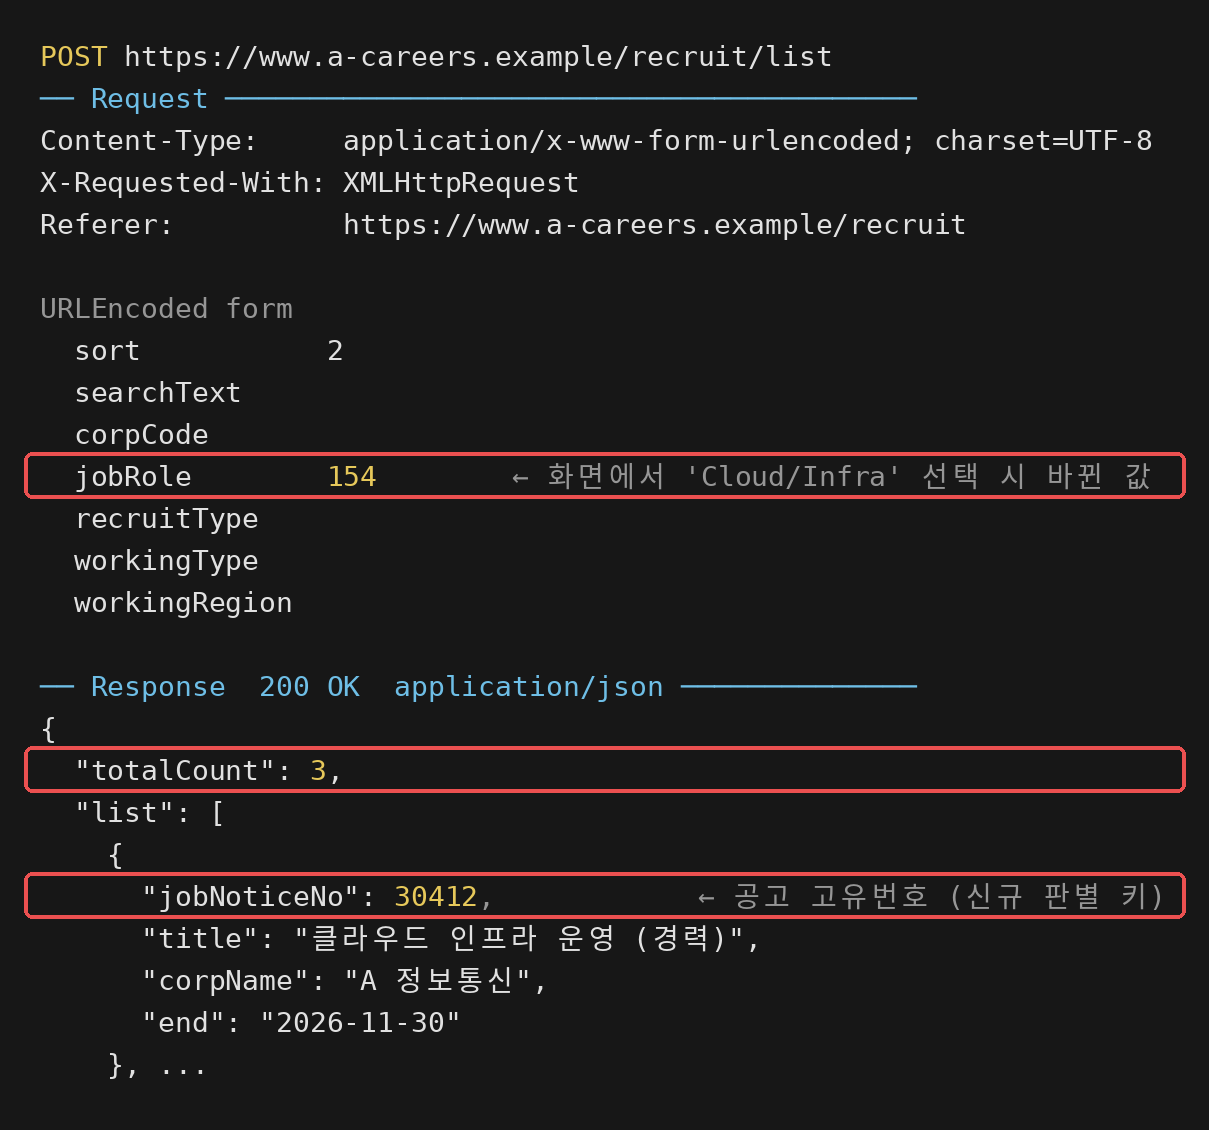 POST https://www.a-careers.example/recruit/list
── Request ─────────────────────────────────────────
Content-Type:     application/x-www-form-urlencoded; charset=UTF-8
X-Requested-With: XMLHttpRequest
Referer:          https://www.a-careers.example/recruit
URLEncoded form
  sort           2
  searchText
  corpCode
  jobRole        154        ← 화면에서 'Cloud/Infra' 선택 시 바뀐 값
  recruitType
  workingType
  workingRegion
── Response  200 OK  application/json ──────────────
{
  "totalCount": 3,
  "list": [
    {
      "jobNoticeNo": 30412,            ← 공고 고유번호 (신규 판별 키)
      "title": "클라우드 인프라 운영 (경력)",
      "corpName": "A 정보통신",
      "end": "2026-11-30"
    }, ...